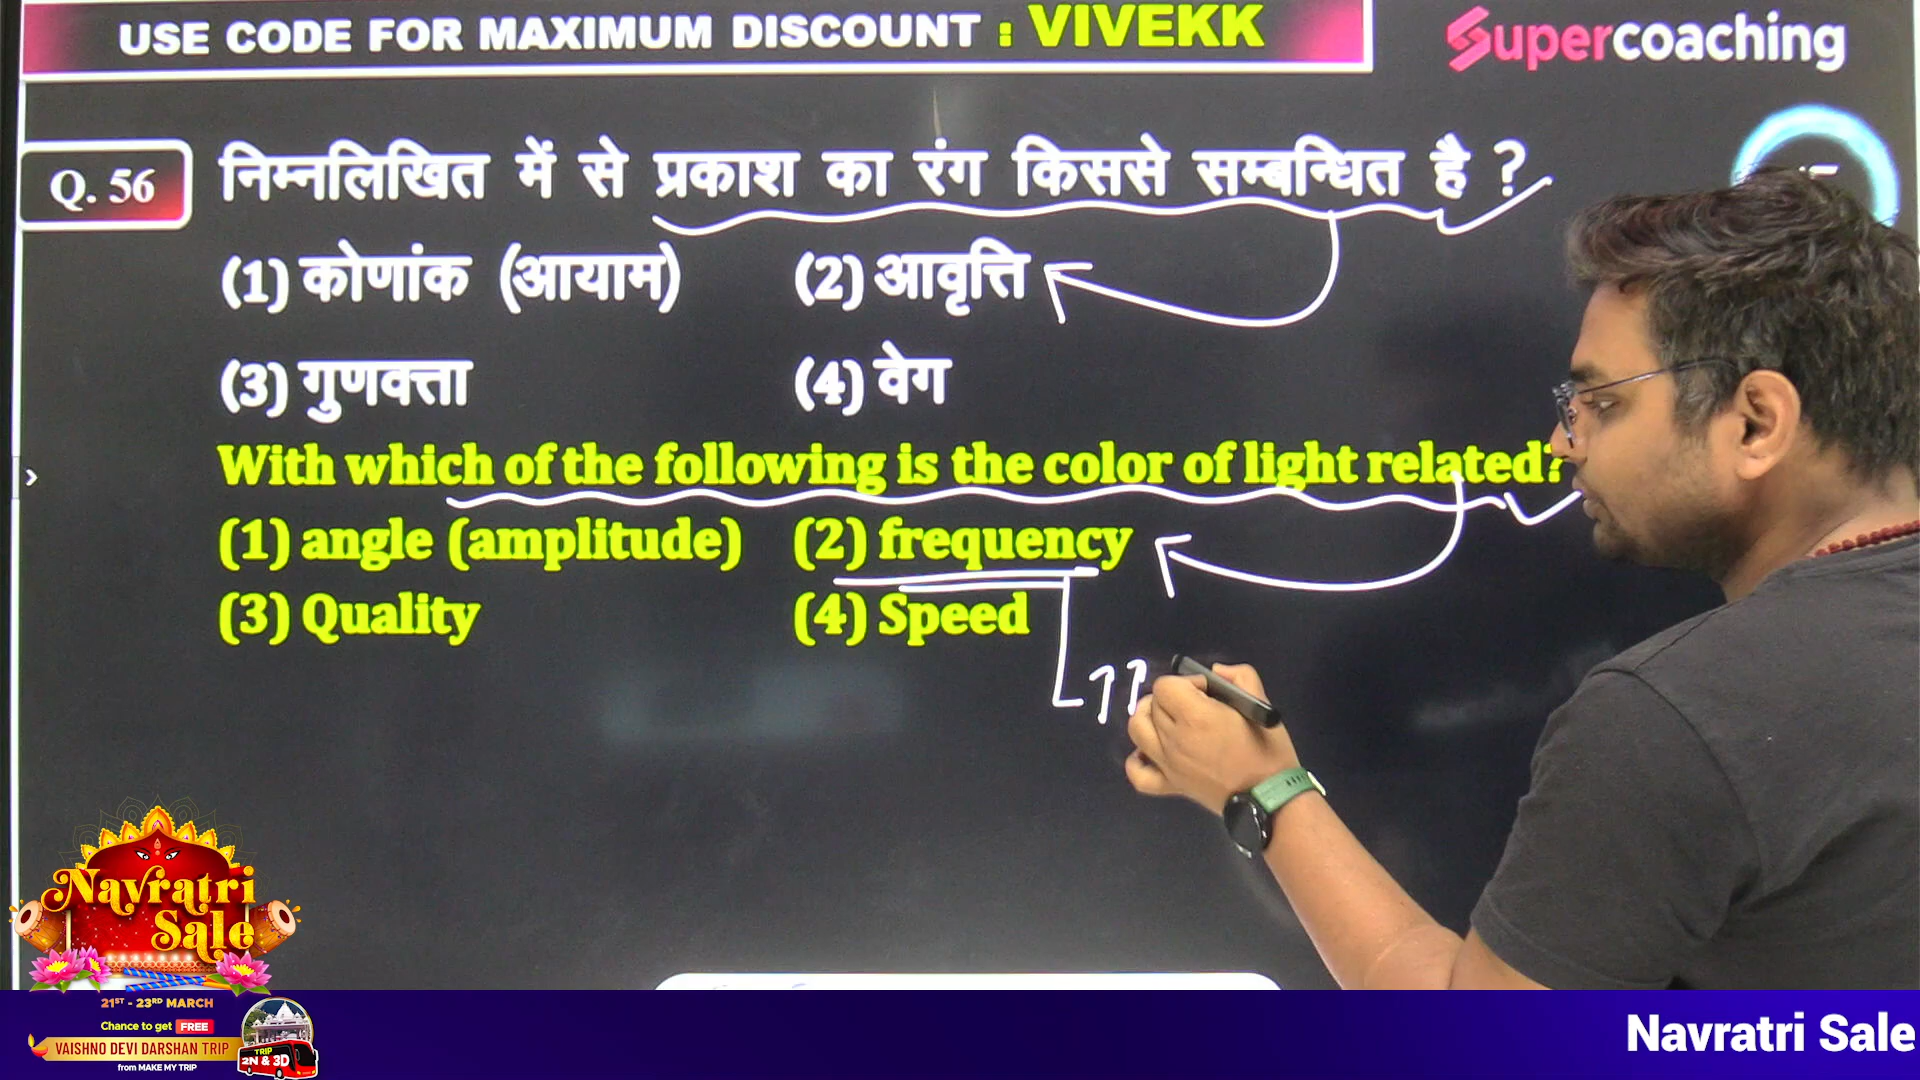 USE CODE FOR MAXIMUM DISCOUNT : VIVEKK
Supercoaching
Q. 56
निम्नलिखित में से प्रकाश का रंग किससे सम्बन्धित है ?
(1) कोणांक (आयाम) (2) आवृत्ति
(3) गुणक्त्ता (4) वेग
With which of the following is the color of light related?
(1) angle (amplitude) (2) frequency
(3) Quality (4) Speed
Navratri
Sale
21ST - 23RD MARCH
Chance to get FREE
VAISHNO DEVI DARSHAN TRIP
from MAKE MY TRIP
TRIP
2N & 3D
Navratri Sale